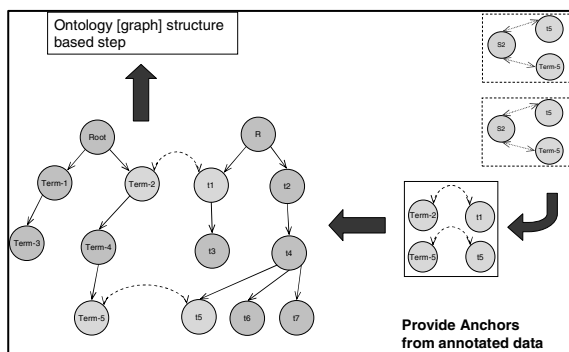 Ontology [graph] structure
based step
t5
S2
Term-5
t5
S2
Term-5
Root
R
Term-1
Term-2
t1
t2
Term-2
t1
Term-3
Term-4
t3
t4
Term-5
t5
Term-5
t5
t6
t7
Provide Anchors
from annotated data